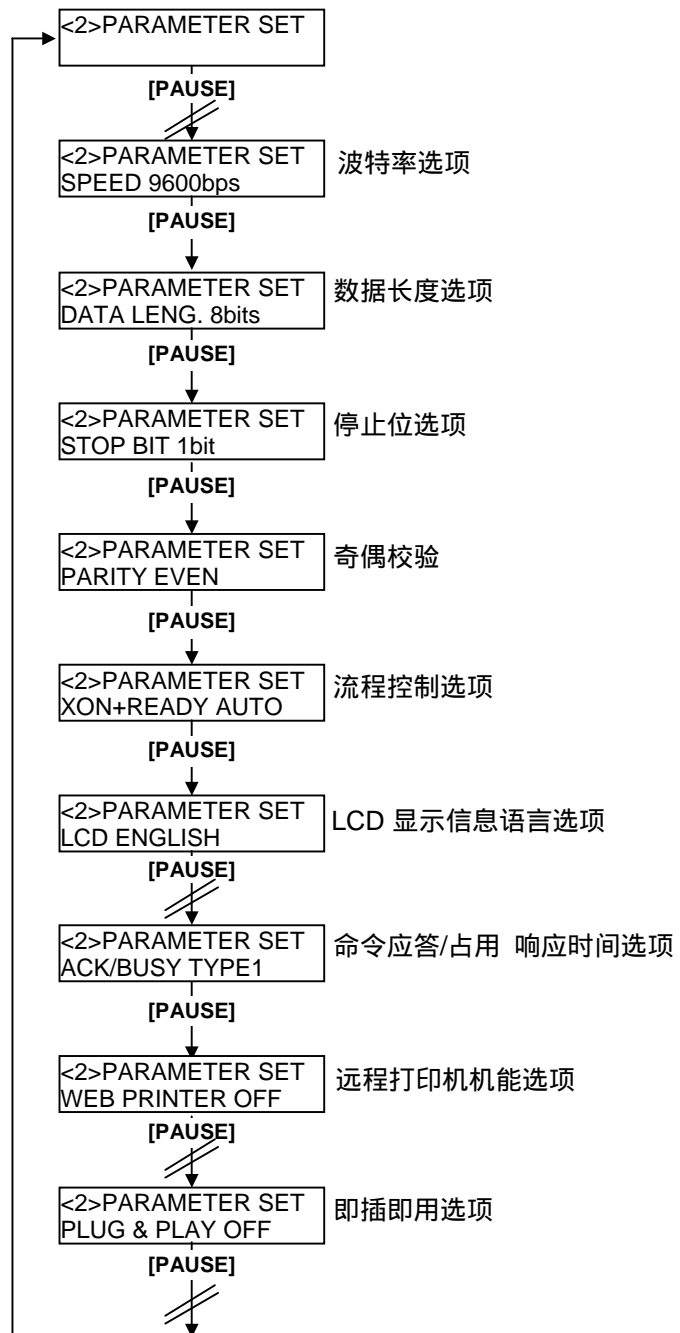 <2>PARAMETER SET
[PAUSE]
<2>PARAMETER SET
SPEED 9600bps
波特率选项
[PAUSE]
<2>PARAMETER SET
DATA LENG. 8bits
数据长度选项
[PAUSE]
<2>PARAMETER SET
STOP BIT 1bit
停止位选项
[PAUSE]
<2>PARAMETER SET
PARITY EVEN
奇偶校验
[PAUSE]
<2>PARAMETER SET
XON+READY AUTO
流程控制选项
[PAUSE]
<2>PARAMETER SET
LCD ENGLISH
LCD 显示信息语言选项
[PAUSE]
<2>PARAMETER SET
ACK/BUSY TYPE1
命令应答/占用 响应时间选项
[PAUSE]
<2>PARAMETER SET
WEB PRINTER OFF
远程打印机机能选项
[PAUSE]
<2>PARAMETER SET
PLUG & PLAY OFF
即插即用选项
[PAUSE]